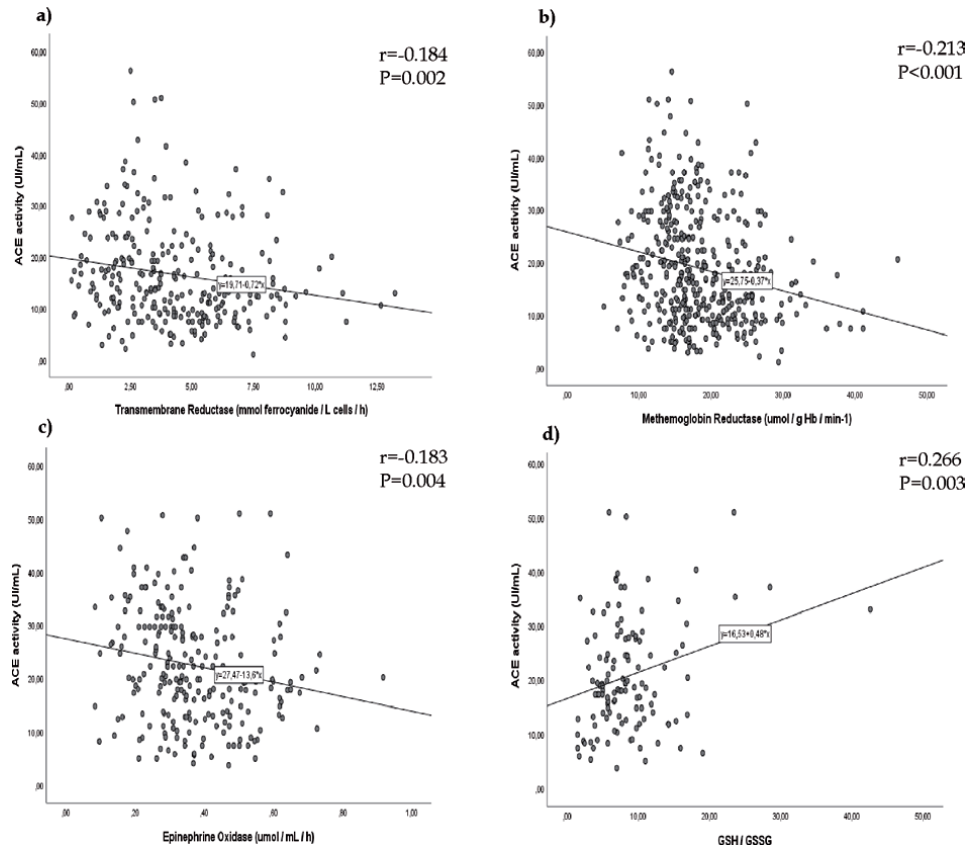 a)
r=-0.184
P=0.002
60,00
50,00
40,00
30,00
20,00
10,00
,00
ACE activity (UI/mL)
y=19,71-0,72*x
,00 2,50 5,00 7,50 10,00 12,50
Transmembrane Reductase (mmol ferrocyanide / L cells / h)
b)
r=-0.213
P<0.001
60,00
50,00
40,00
30,00
20,00
10,00
,00
ACE activity (UI/mL)
y=25,75-0,37*x
,00 10,00 20,00 30,00 40,00 50,00
Methemoglobin Reductase (umol / g Hb / min-1)
c)
r=-0.183
P=0.004
60,00
50,00
40,00
30,00
20,00
10,00
,00
ACE activity (UI/mL)
y=27,47-13,6*x
,00 ,20 ,40 ,60 ,80 1,00
Epinephrine Oxidase (umol / mL / h)
d)
r=0.266
P=0.003
60,00
50,00
40,00
30,00
20,00
10,00
,00
ACE activity (UI/mL)
y=16,53+0,48*x
,00 10,00 20,00 30,00 40,00 50,00
GSH / GSSG